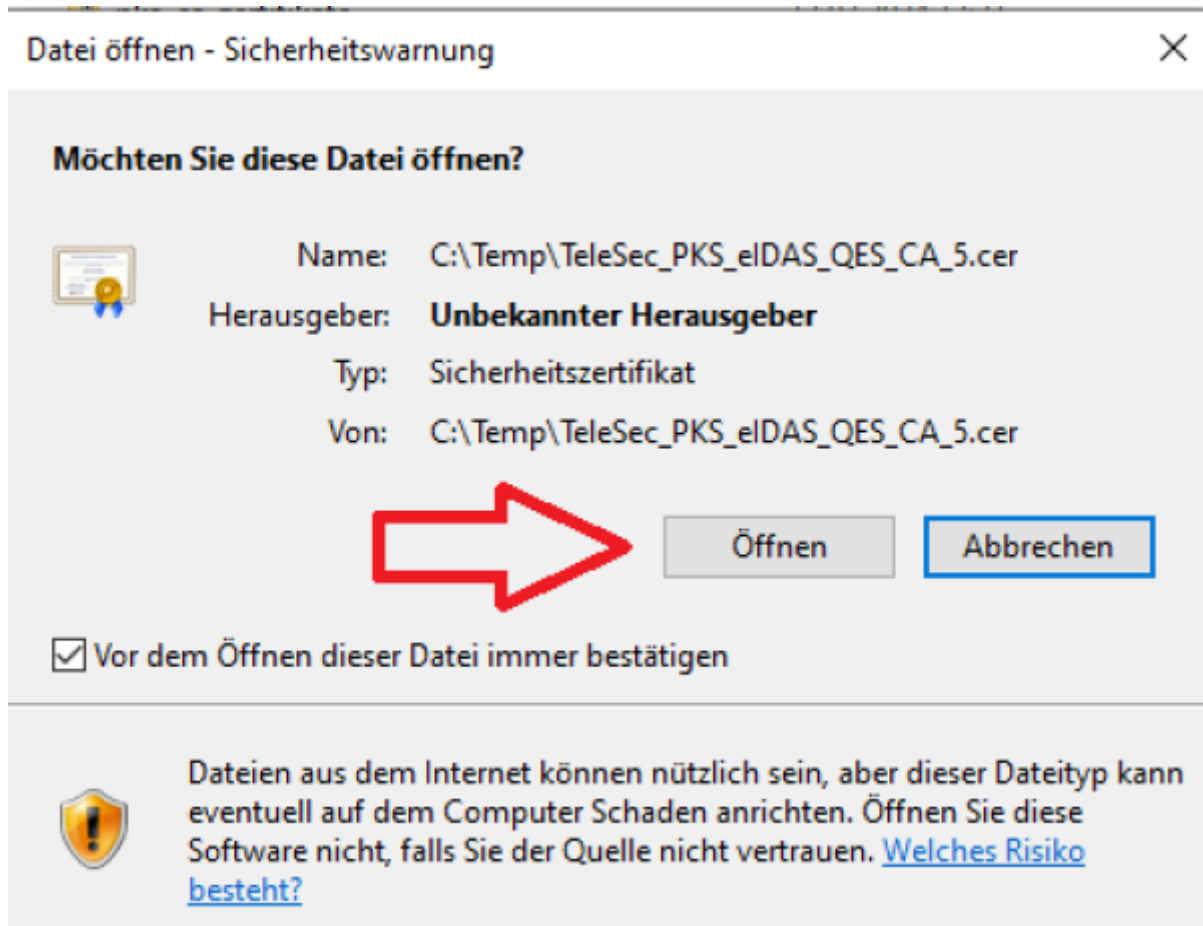 Datei öffnen - Sicherheitswarnung
Möchten Sie diese Datei öffnen?
Name: C:\Temp\TeleSec_PKS_eIDAS_QES_CA_5.cer
Herausgeber: Unbekannter Herausgeber
Typ: Sicherheitszertifikat
Von: C:\Temp\TeleSec_PKS_eIDAS_QES_CA_5.cer
Öffnen Abbrechen
Vor dem Öffnen dieser Datei immer bestätigen
Dateien aus dem Internet können nützlich sein, aber dieser Dateityp kann
eventuell auf dem Computer Schaden anrichten. Öffnen Sie diese
Software nicht, falls Sie der Quelle nicht vertrauen. Welches Risiko
besteht?